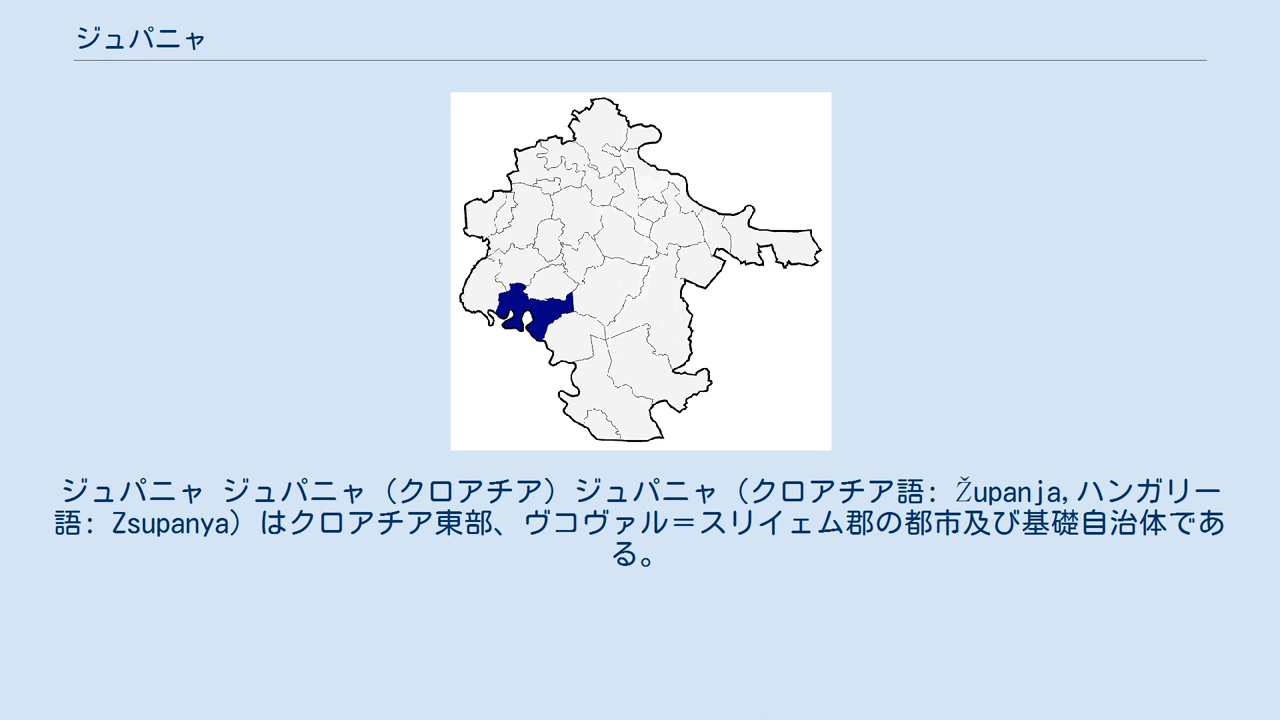 ジュパニャ
ジュパニャ ジュパニャ（クロアチア）ジュパニャ（クロアチア語: Županja,ハンガリー
語: Zsupanya）はクロアチア東部、ヴコヴァル＝スリイェム郡の都市及び基礎自治体であ
る。